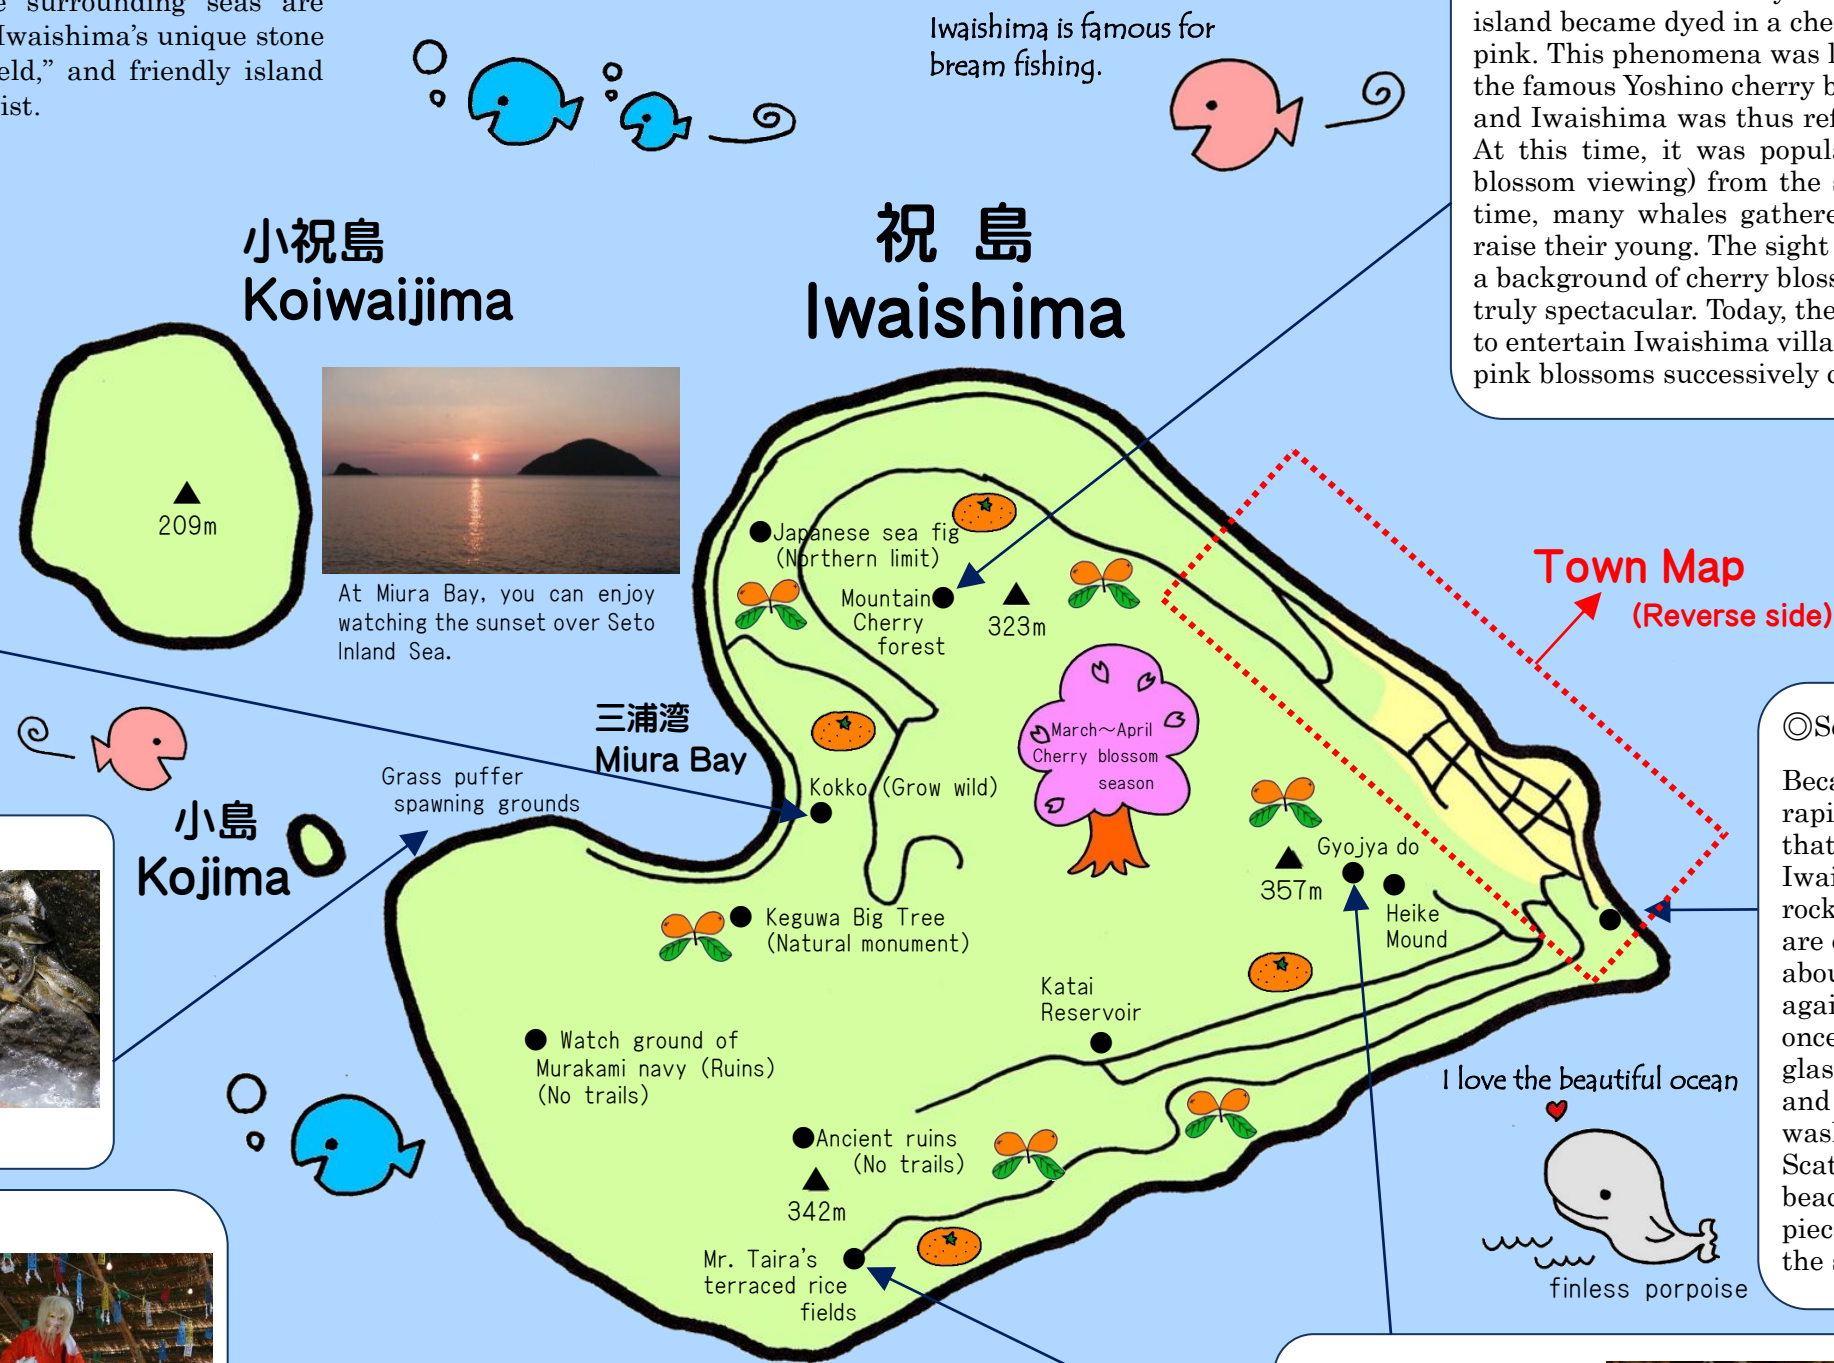 surrounding seas are
Iwaishima's unique stone
and friendly island
Iwaishima is famous for
bream fishing.
island became dyed in a
pink. This phenomena was
the famous Yoshino cherry
and Iwaishima was thus
At this time, it was
blossom viewing) from the
time, many whales
raise their young. The sight
a background of cherry
truly spectacular. Today, the
to entertain Iwaishima
pink blossoms successively
小祝島
Koiwaijima
祝 島
Iwaishima
209m
At Miura Bay, you can enjoy
watching the sunset over Seto
Inland Sea.
Japanese sea fig
(Northern limit)
Mountain
Cherry
forest
323m
Town Map
(Reverse side)
三浦湾
Miura Bay
March～April
Cherry blossom
season
Grass puffer
spawning grounds
Kokko (Grow wild)
小島
Kojima
Gyojya do
357m
Heike
Mound
Keguwa Big Tree
(Natural monument)
Katai
Reservoir
Watch ground of
Murakami navy (Ruins)
(No trails)
Ancient ruins
(No trails)
342m
Mr. Taira's
terraced rice
fields
I love the beautiful ocean
finless porpoise
that
are
and
the